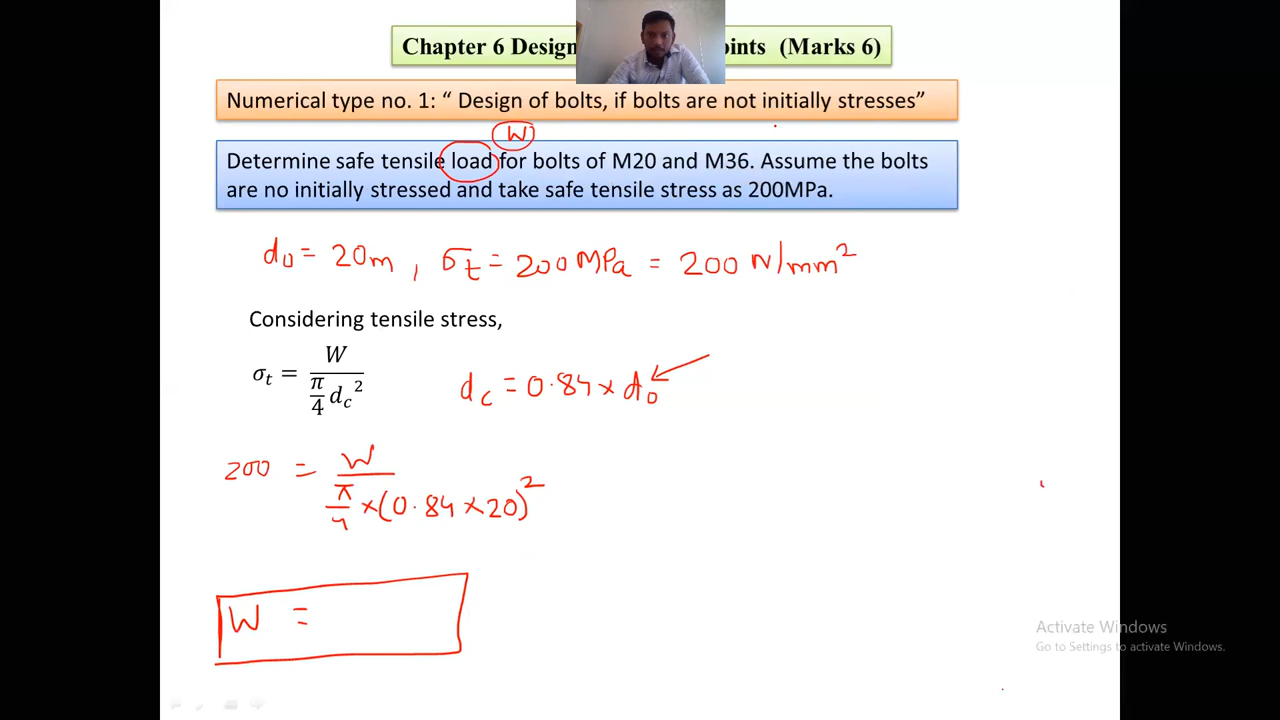 Chapter 6 Design oints (Marks 6)
Numerical type no. 1: “ Design of bolts, if bolts are not initially stresses”
W
Determine safe tensile load for bolts of M20 and M36. Assume the bolts
are no initially stressed and take safe tensile stress as 200MPa.
d₀ = 20m , σt = 200 MPa = 200 N/mm²
Considering tensile stress,
σt = W / (π/4 dc²)
dc = 0.84 × d₀
200 = W / (π/4 × (0.84 × 20)²)
W =
Activate Windows
Go to Settings to activate Windows.